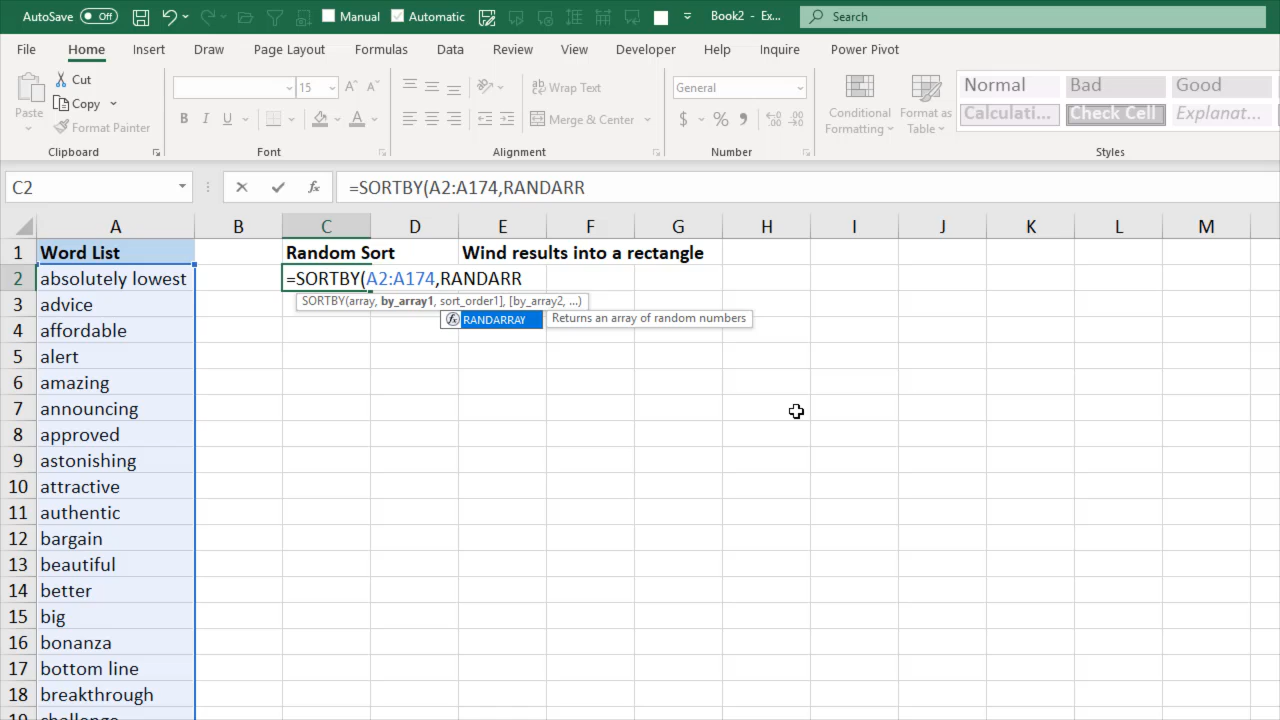 AutoSave Off Manual Automatic Book2 - Ex... Search
File Home Insert Draw Page Layout Formulas Data Review View Developer Help Inquire Power Pivot
Paste
Cut
Copy
Format Painter
Clipboard
15 A A
B I U A
Font
ab Wrap Text
Merge & Center
Alignment
General
$ % 9
Number
Conditional Formatting
Format as Table
Normal Bad Good
Calculati... Check Cell Explanat...
Styles
C2 fx =SORTBY(A2:A174,RANDARR
A B C D E F G H I J K L M
1 Word List Random Sort Wind results into a rectangle
2 absolutely lowest =SORTBY(A2:A174,RANDARR
SORTBY(array, by_array1, sort_order1], [by_array2, ...)
3 advice
fx RANDARRAY Returns an array of random numbers
4 affordable
5 alert
6 amazing
7 announcing
8 approved
9 astonishing
10 attractive
11 authentic
12 bargain
13 beautiful
14 better
15 big
16 bonanza
17 bottom line
18 breakthrough
19 challenge